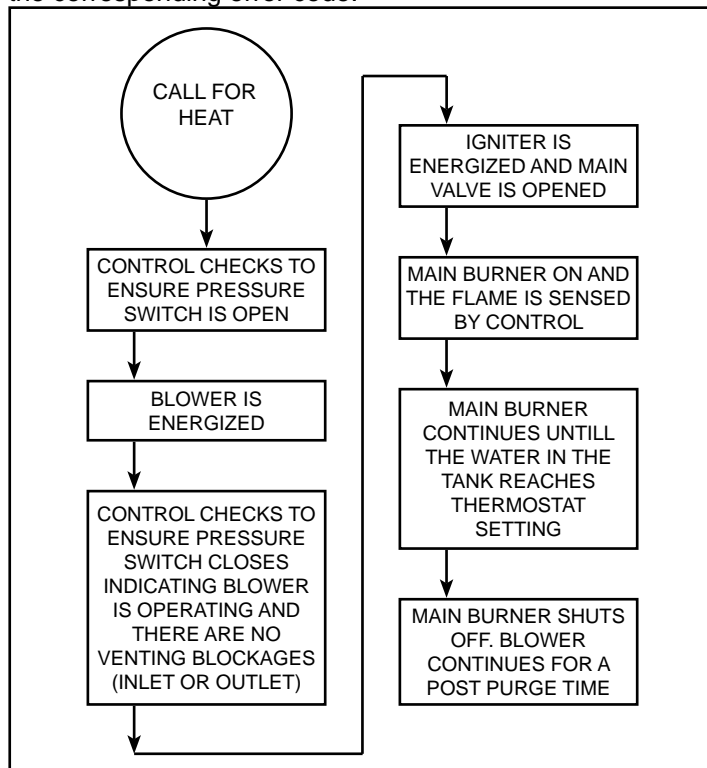 the corresponding error code.
CALL FOR
HEAT
CONTROL CHECKS TO
ENSURE PRESSURE
SWITCH IS OPEN
BLOWER IS
ENERGIZED
CONTROL CHECKS TO
ENSURE PRESSURE
SWITCH CLOSES
INDICATING BLOWER
IS OPERATING AND
THERE ARE NO
VENTING BLOCKAGES
(INLET OR OUTLET)
IGNITER IS
ENERGIZED AND MAIN
VALVE IS OPENED
MAIN BURNER ON AND
THE FLAME IS SENSED
BY CONTROL
MAIN BURNER
CONTINUES UNTILL
THE WATER IN THE
TANK REACHES
THERMOSTAT
SETTING
MAIN BURNER SHUTS
OFF. BLOWER
CONTINUES FOR A
POST PURGE TIME